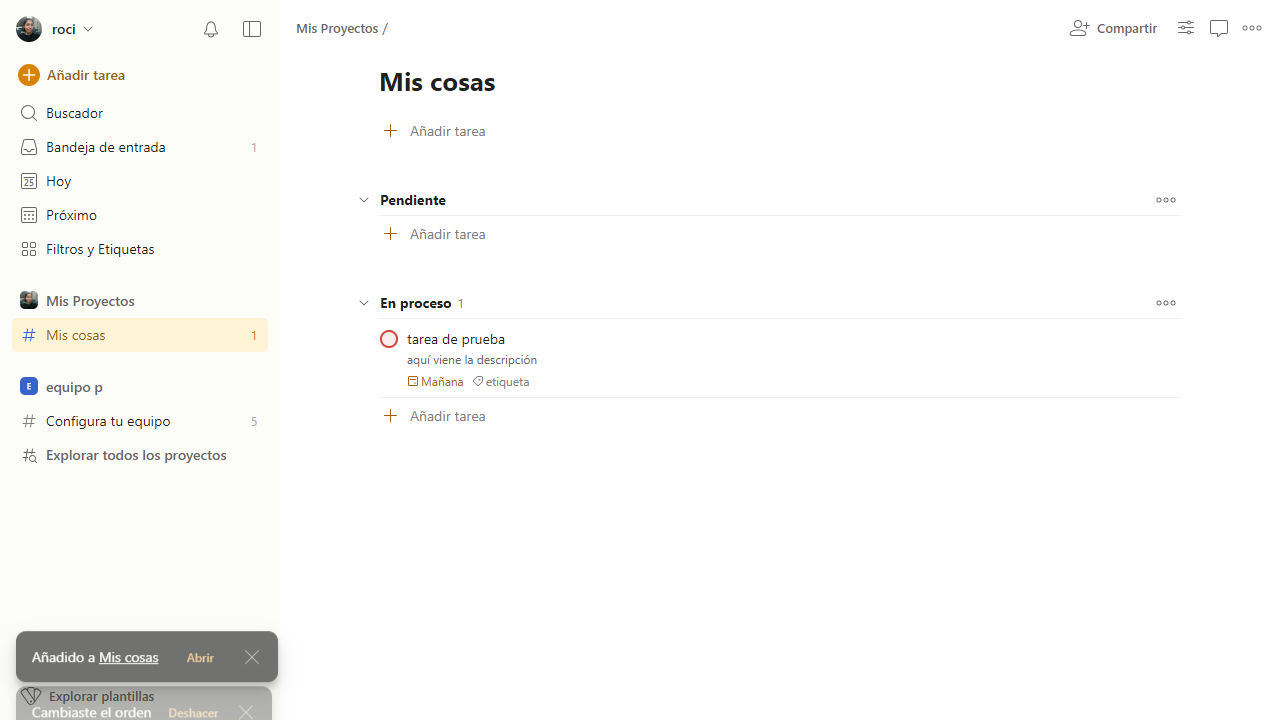 roci
Añadir tarea
Buscador
Bandeja de entrada 1
25 Hoy
Próximo
Filtros y Etiquetas
Mis Proyectos
Mis cosas 1
E equipo p
Configura tu equipo 5
Explorar todos los proyectos
Añadido a Mis cosas Abrir
Explorar plantillas
Cambiaste el orden Deshacer
Mis Proyectos /
Compartir
Mis cosas
Añadir tarea
Pendiente
Añadir tarea
En proceso 1
tarea de prueba
aquí viene la descripción
Mañana etiqueta
Añadir tarea